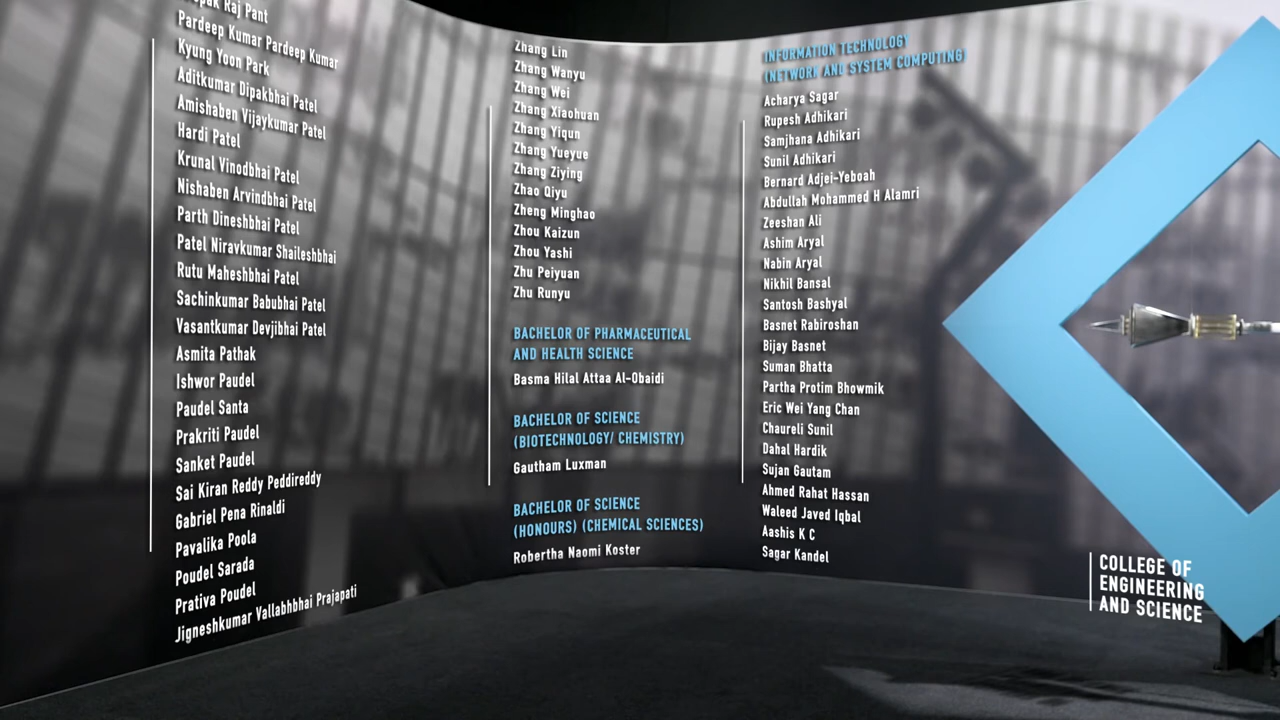 Raj Pant
Pardeep Kumar Pardeep Kumar
Kyung Yoon Park
Aditkumar Dipakbhai Patel
Amishaben Vijaykumar Patel
Hardi Patel
Krunal Vinodbhai Patel
Nishaben Arvindbhai Patel
Parth Dineshbhai Patel
Patel Niravkumar Shaileshbhai
Rutu Maheshbhai Patel
Sachinkumar Babubhai Patel
Vasantkumar Devjibhai Patel
Asmita Pathak
Ishwor Paudel
Paudel Santa
Prakriti Paudel
Sanket Paudel
Sai Kiran Reddy Peddireddy
Gabriel Pena Rinaldi
Pavalika Poola
Poudel Sarada
Prativa Poudel
Jigneshkumar Vallabhbhai Prajapati
Zhang Lin
Zhang Wanyu
Zhang Wei
Zhang Xiaohuan
Zhang Yiqun
Zhang Yueyue
Zhang Ziying
Zhao Qiyu
Zheng Minghao
Zhou Kaizun
Zhou Yashi
Zhu Peiyuan
Zhu Runyu
BACHELOR OF PHARMACEUTICAL
AND HEALTH SCIENCE
Basma Hilal Attaa Al-Obaidi
BACHELOR OF SCIENCE
(BIOTECHNOLOGY/ CHEMISTRY)
Gautham Luxman
BACHELOR OF SCIENCE
(HONOURS) (CHEMICAL SCIENCES)
Robertha Naomi Koster
INFORMATION TECHNOLOGY
(NETWORK AND SYSTEM COMPUTING)
Acharya Sagar
Rupesh Adhikari
Samjhana Adhikari
Sunil Adhikari
Bernard Adjei-Yeboah
Abdullah Mohammed H Alamri
Zeeshan Ali
Ashim Aryal
Nabin Aryal
Nikhil Bansal
Santosh Bashyal
Basnet Rabiroshan
Bijay Basnet
Suman Bhatta
Partha Protim Bhowmik
Eric Wei Yang Chan
Chaureli Sunil
Dahal Hardik
Sujan Gautam
Ahmed Rahat Hassan
Waleed Javed Iqbal
Aashis K C
Sagar Kandel
COLLEGE OF
ENGINEERING
AND SCIENCE